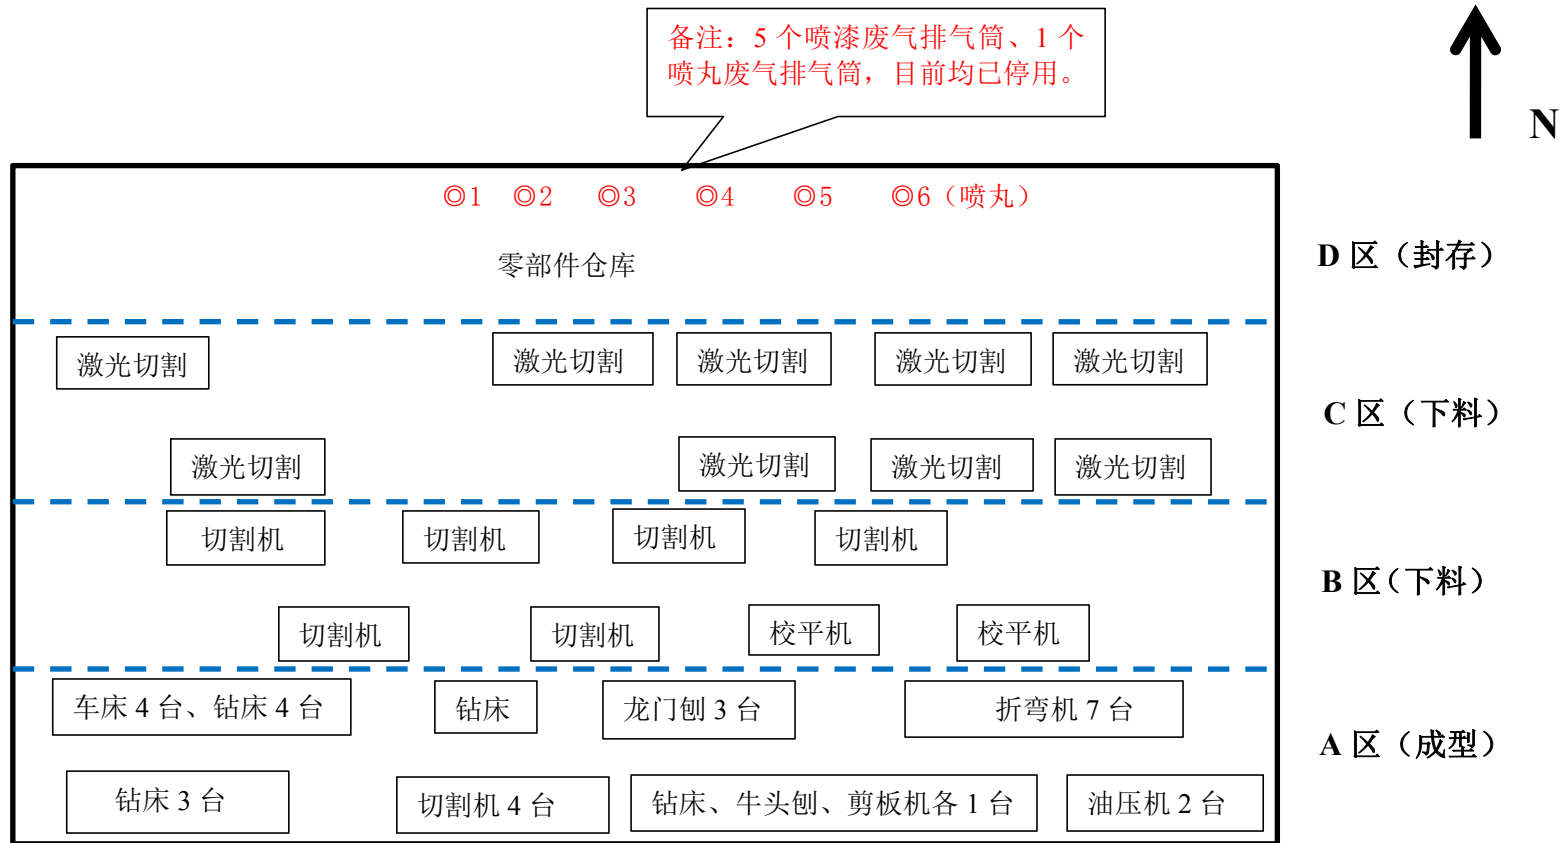 备注：5 个喷漆废气排气筒、1 个
喷丸废气排气筒，目前均已停用。
N
◎1 ◎2 ◎3 ◎4 ◎5 ◎6（喷丸）
零部件仓库
D 区（封存）
激光切割 激光切割 激光切割 激光切割 激光切割
C 区（下料）
激光切割 激光切割 激光切割 激光切割
切割机 切割机 切割机 切割机
B 区（下料）
切割机 切割机 校平机 校平机
车床 4 台、钻床 4 台 钻床 龙门刨 3 台 折弯机 7 台
A 区（成型）
钻床 3 台 切割机 4 台 钻床、牛头刨、剪板机各 1 台 油压机 2 台